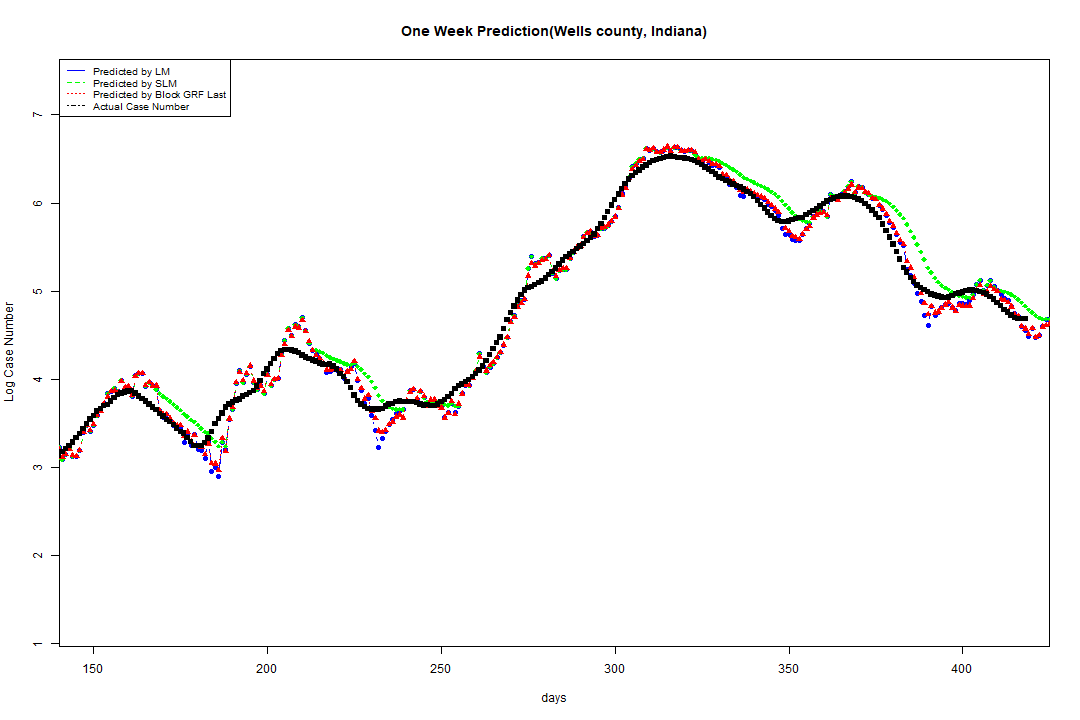 One Week Prediction(Wells county, Indiana)
Predicted by LM
Predicted by SLM
Predicted by Block GRF Last
Actual Case Number
Log Case Number
7
6
5
4
3
2
1
150 200 250 300 350 400
days